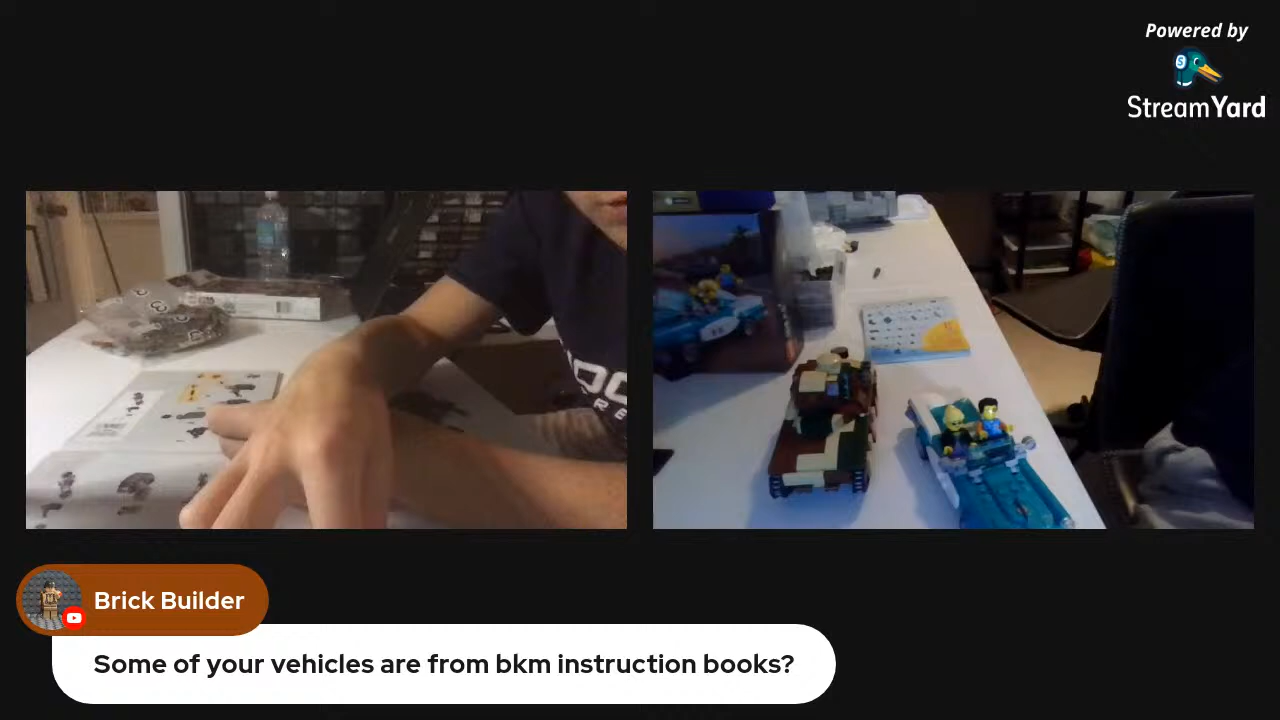 Powered by
StreamYard
Brick Builder
Some of your vehicles are from bkm instruction books?